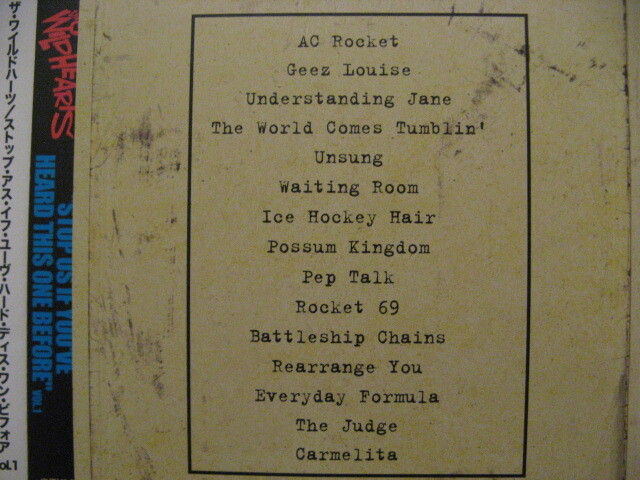 ザ・ワイルドハーツ/ストップ・アス・イフ・ユーヴ・ハード・ディス・ワン・ビフォア
Vol.1
THE WiLDHEARTS
STOP US IF YOU'VE
HEARD THIS ONE BEFORE" VOL.1
AC Rocket
Geez Louise
Understanding Jane
The World Comes Tumblin'
Unsung
Waiting Room
Ice Hockey Hair
Possum Kingdom
Pep Talk
Rocket 69
Battleship Chains
Rearrange You
Everyday Formula
The Judge
Carmelita